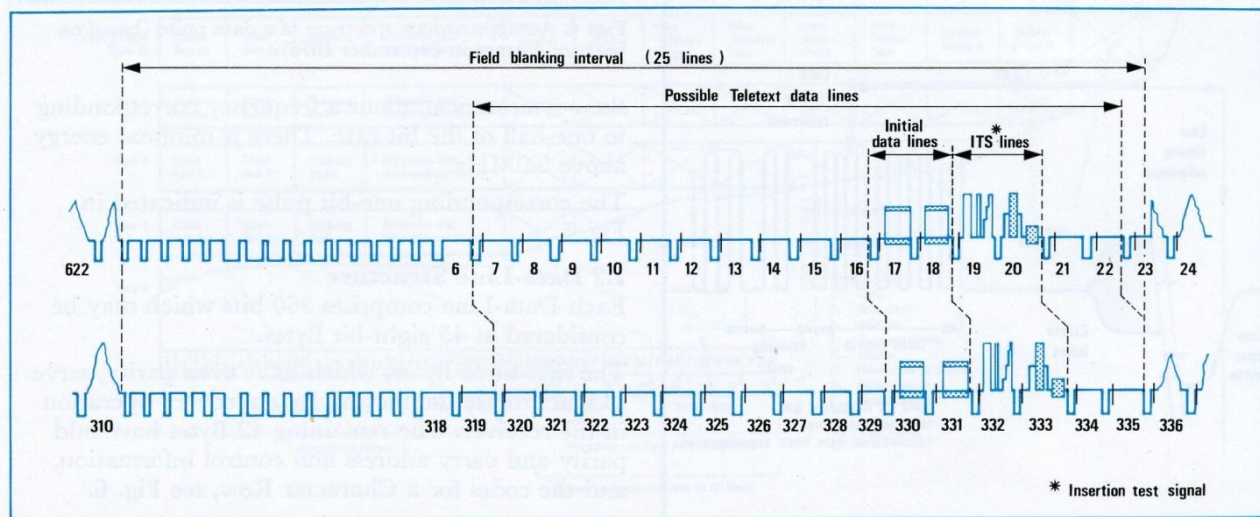 Field blanking interval (25 lines)
Possible Teletext data lines
Initial
data lines
ITS*
lines
622 6 7 8 9 10 11 12 13 14 15 16 17 18 19 20 21 22 23 24
310 318 319 320 321 322 323 324 325 326 327 328 329 330 331 332 333 334 335 336
* Insertion test signal